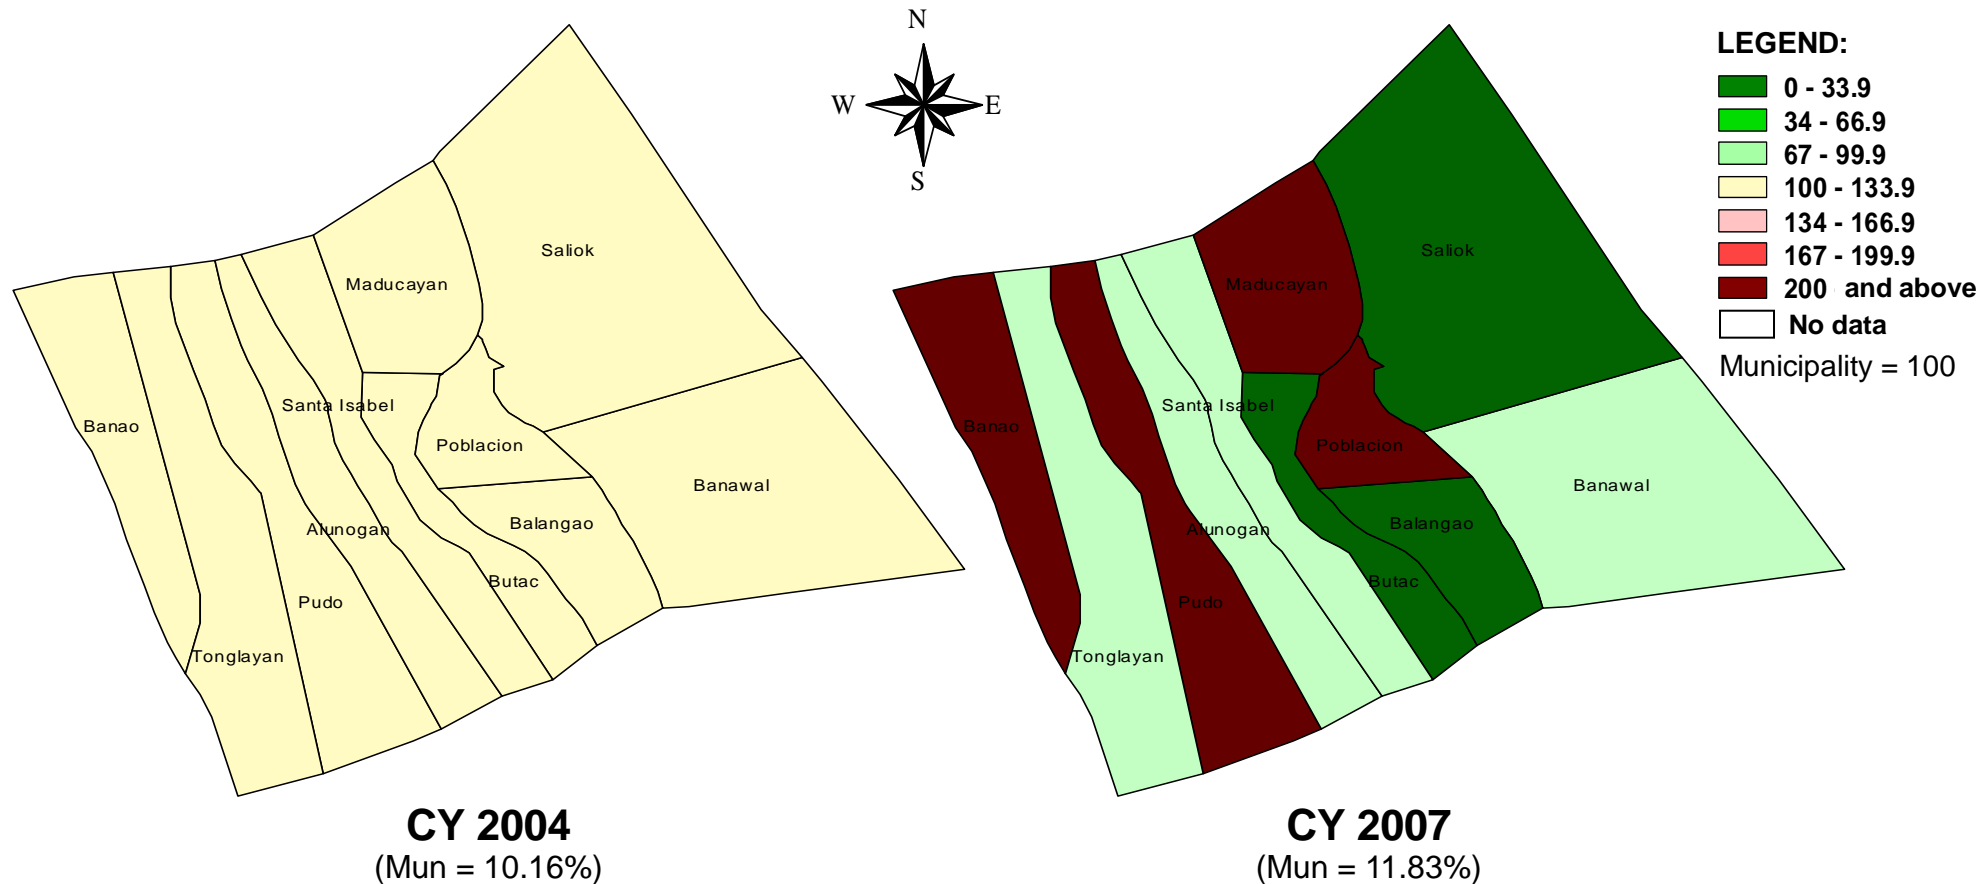 N
W
E
S
LEGEND:
0 - 33.9
34 - 66.9
67 - 99.9
100 - 133.9
134 - 166.9
167 - 199.9
200 and above
No data
Municipality = 100
Saliok
Maducayan
Santa Isabel
Banao
Poblacion
Banawal
Balangao
Alunogan
Butac
Pudo
Tonglayan
CY 2004
(Mun = 10.16%)
Saliok
Maducayan
Santa Isabel
Banao
Poblacion
Banawal
Balangao
Alunogan
Butac
Pudo
Tonglayan
CY 2007
(Mun = 11.83%)